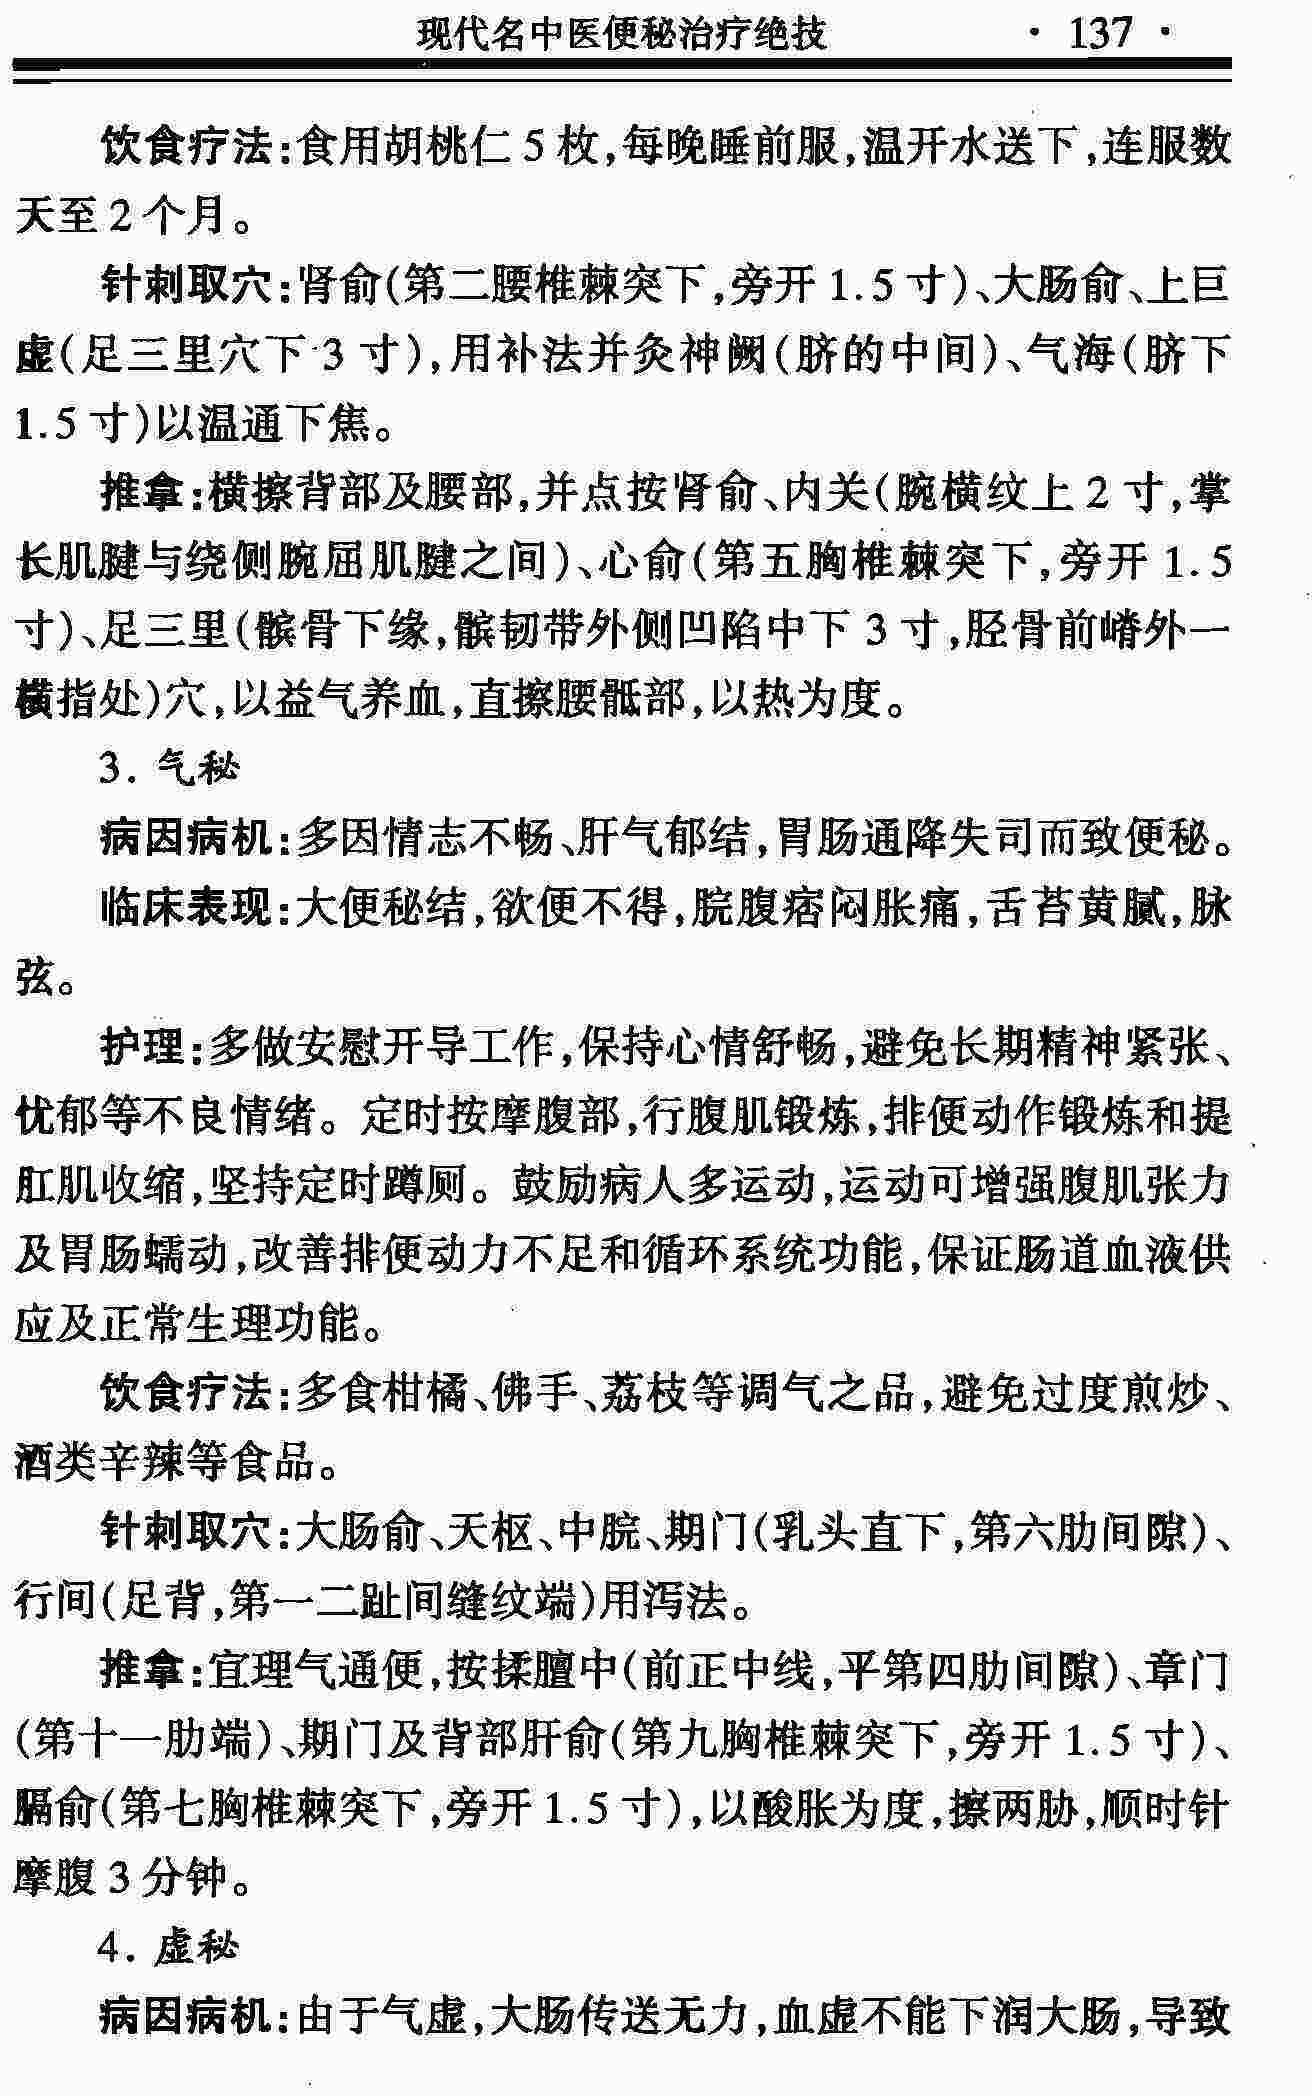 现代名中医便秘治疗绝技 · 137 ·
饮食疗法:食用胡桃仁 5 枚,每晚睡前服,温开水送下,连服数
天至 2 个月。
针刺取穴:肾俞(第二腰椎棘突下,旁开 1.5 寸)、大肠俞、上巨
虚(足三里穴下 3 寸),用补法并灸神阙(脐的中间)、气海(脐下
1.5 寸)以温通下焦。
推拿:横擦背部及腰部,并点按肾俞、内关(腕横纹上 2 寸,掌
长肌腱与绕侧腕屈肌腱之间)、心俞(第五胸椎棘突下,旁开 1.5
寸)、足三里(髌骨下缘,髌韧带外侧凹陷中下 3 寸,胫骨前嵴外一
横指处)穴,以益气养血,直擦腰骶部,以热为度。
3. 气秘
病因病机:多因情志不畅、肝气郁结,胃肠通降失司而致便秘。
临床表现:大便秘结,欲便不得,脘腹痞闷胀痛,舌苔黄腻,脉
弦。
护理:多做安慰开导工作,保持心情舒畅,避免长期精神紧张、
忧郁等不良情绪。定时按摩腹部,行腹肌锻炼,排便动作锻炼和提
肛肌收缩,坚持定时蹲厕。鼓励病人多运动,运动可增强腹肌张力
及胃肠蠕动,改善排便动力不足和循环系统功能,保证肠道血液供
应及正常生理功能。
饮食疗法:多食柑橘、佛手、荔枝等调气之品,避免过度煎炒、
酒类辛辣等食品。
针刺取穴:大肠俞、天枢、中脘、期门(乳头直下,第六肋间隙)、
行间(足背,第一二趾间缝纹端)用泻法。
推拿:宜理气通便,按揉膻中(前正中线,平第四肋间隙)、章门
(第十一肋端)、期门及背部肝俞(第九胸椎棘突下,旁开 1.5 寸)、
膈俞(第七胸椎棘突下,旁开 1.5 寸),以酸胀为度,擦两胁,顺时针
摩腹 3 分钟。
4. 虚秘
病因病机:由于气虚,大肠传送无力,血虚不能下润大肠,导致